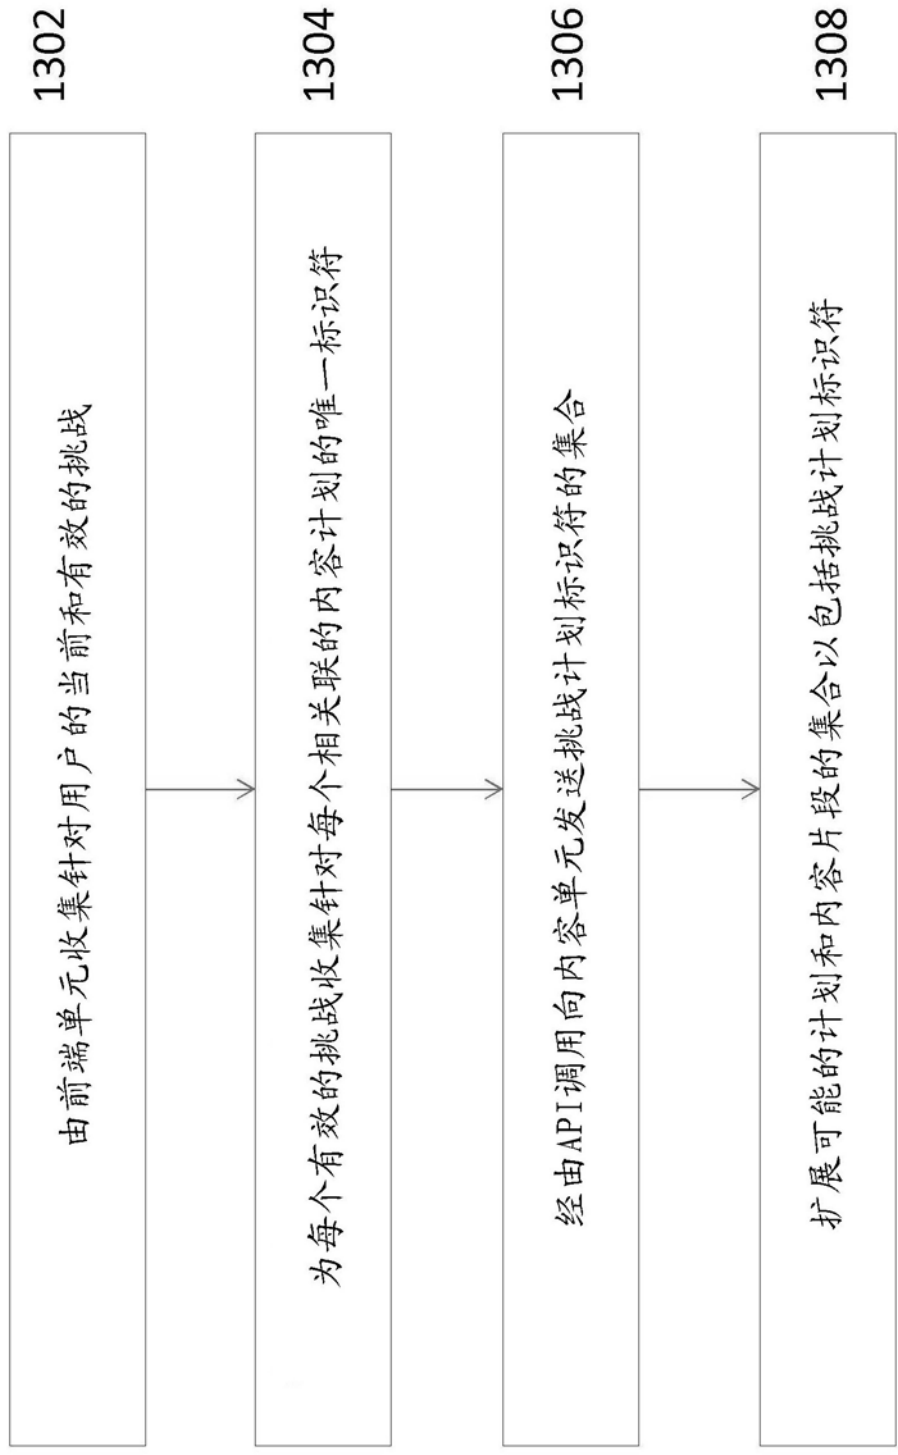 由前端单元收集针对用户的当前和有效的挑战
1302
为每个有效的挑战收集针对每个相关联的内容计划的唯一标识符
1304
经由API调用向内容单元发送挑战计划标识符的集合
1306
扩展可能的计划和内容片段的集合以包括挑战计划标识符
1308